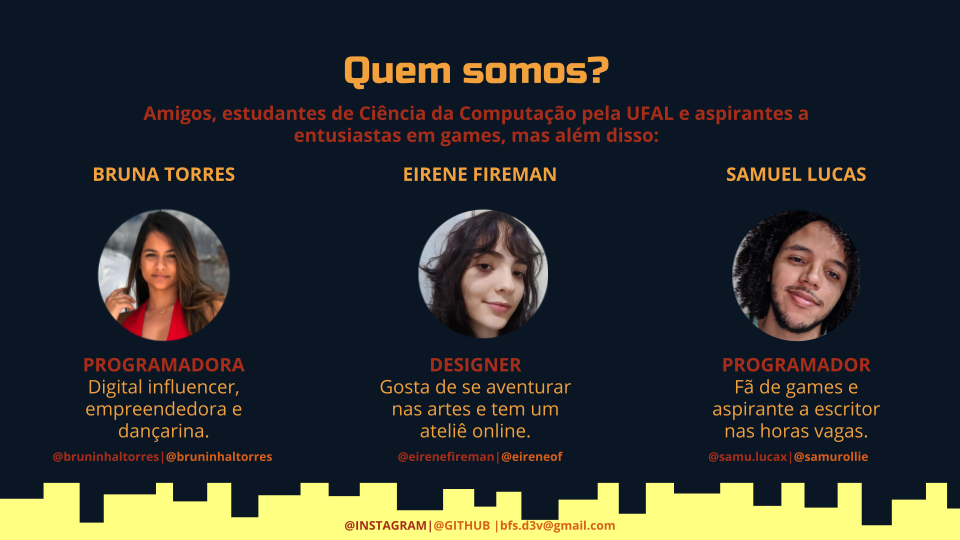 Quem somos?
Amigos, estudantes de Ciência da Computação pela UFAL e aspirantes a
entusiastas em games, mas além disso:
BRUNA TORRES
PROGRAMADORA
Digital influencer,
empreendedora e
dançarina.
@bruninhaltorres|@bruninhaltorres
EIRENE FIREMAN
DESIGNER
Gosta de se aventurar
nas artes e tem um
ateliê online.
@eirenefireman|@eireneof
SAMUEL LUCAS
PROGRAMADOR
Fã de games e
aspirante a escritor
nas horas vagas.
@samu.lucax|@samurollie
@INSTAGRAM|@GITHUB |bfs.d3v@gmail.com